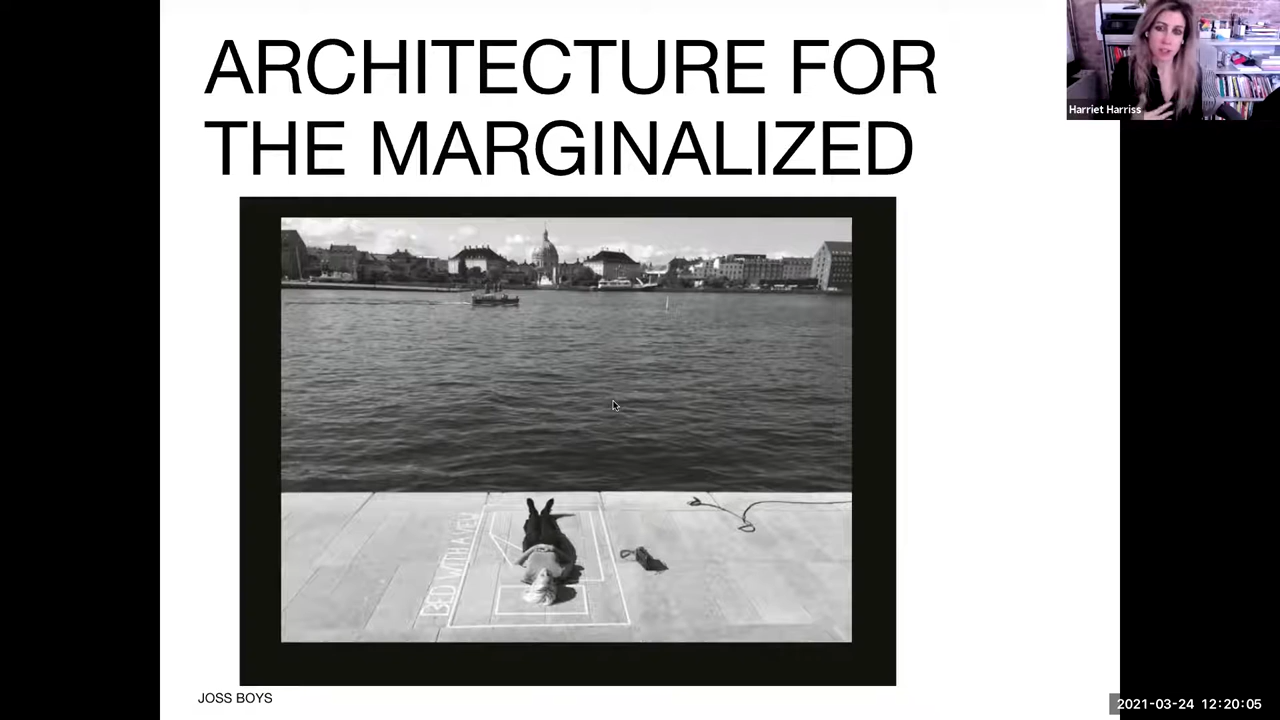 ARCHITECTURE FOR
THE MARGINALIZED
Harriet Harriss
BED WITH A VIEW
JOSS BOYS
2021-03-24 12:20:05